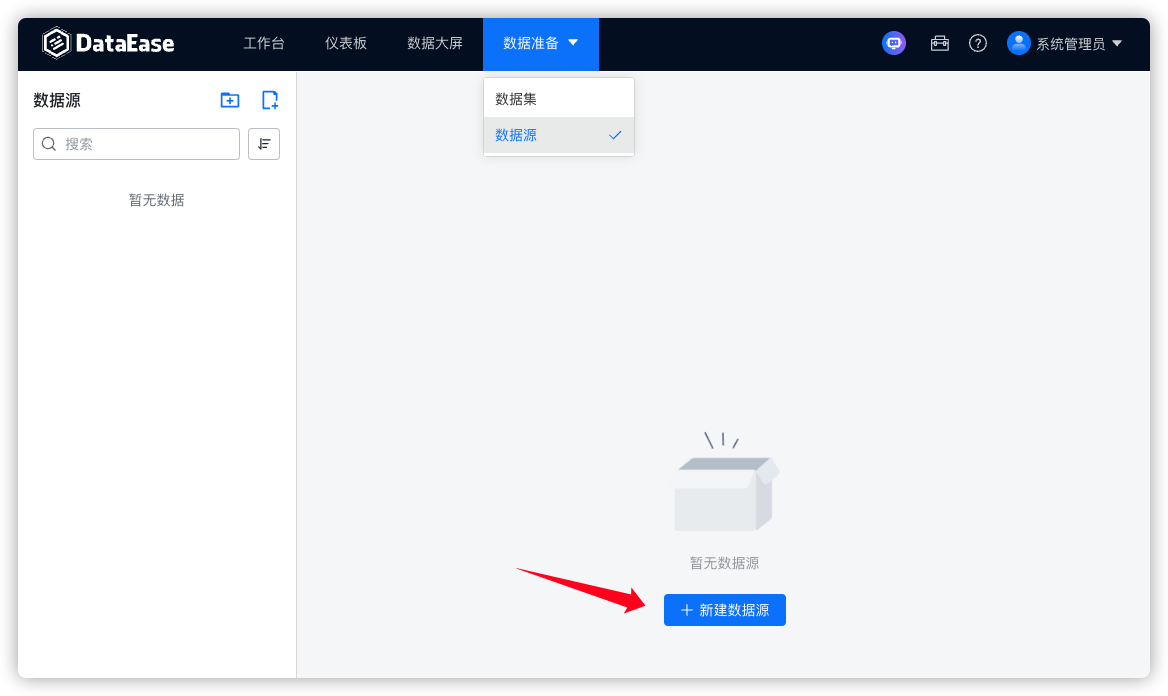 DataEase 工作台 仪表板 数据大屏 数据准备 系统管理员
数据源
搜索
暂无数据
数据集
数据源
暂无数据源
新建数据源